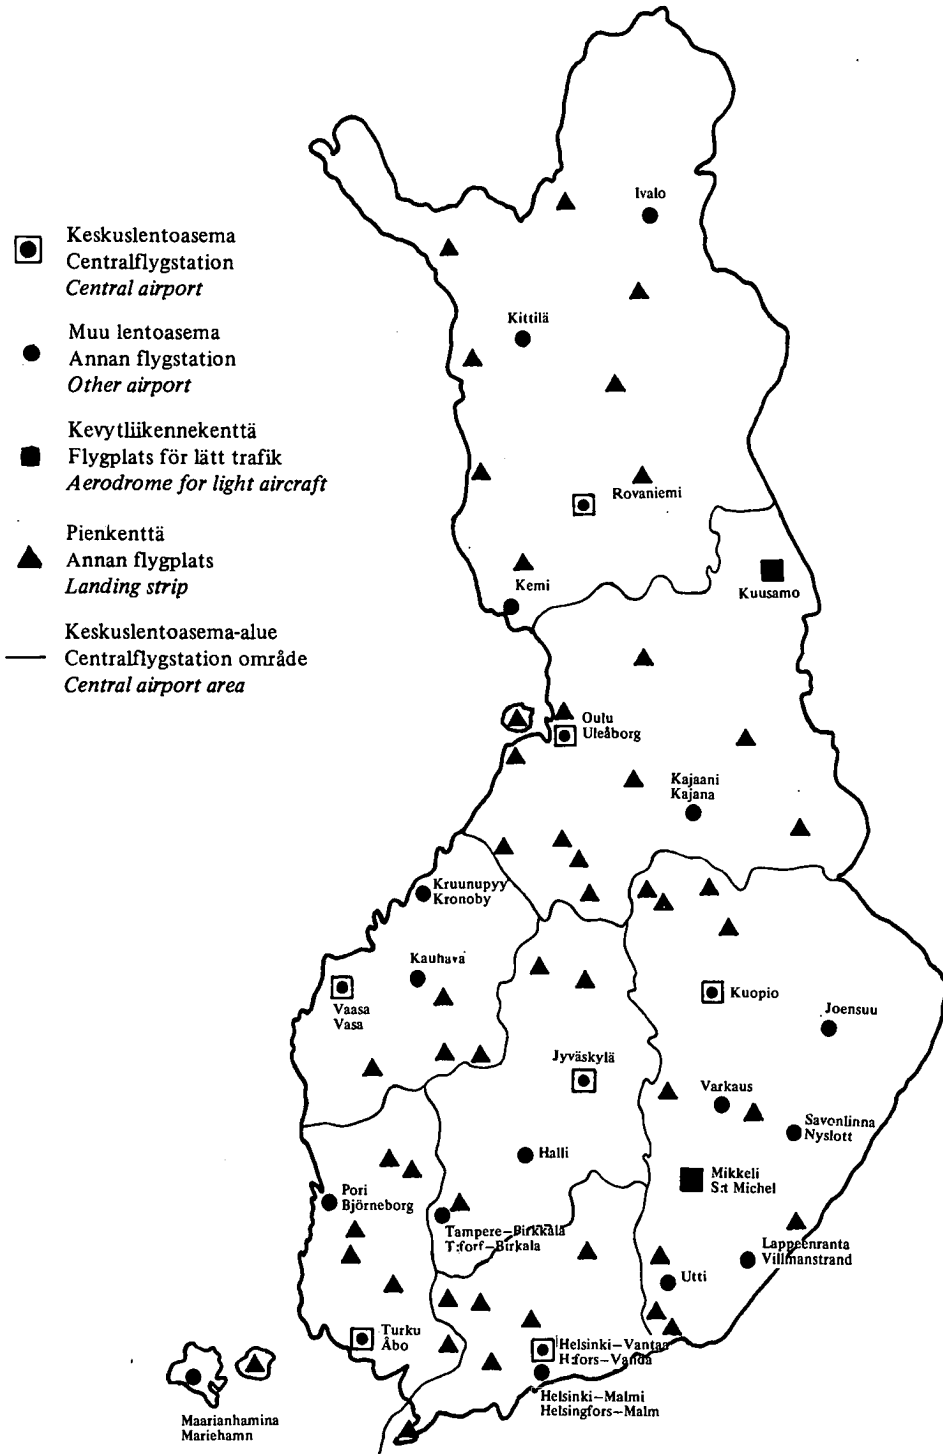 Keskuslentoasema
Centralflygstation
Central airport
Muu lentoasema
Annan flygstation
Other airport
Kevytliikennekenttä
Flygplats för lätt trafik
Aerodrome for light aircraft
Pienkenttä
Annan flygplats
Landing strip
Keskuslentoasema-alue
Centralflygstation område
Central airport area
Ivalo
Kittilä
Rovaniemi
Kemi
Kuusamo
Oulu
Uleåborg
Kajaani
Kajana
Kruunupyy
Kronoby
Kauhava
Vaasa
Vasa
Kuopio
Joensuu
Jyväskylä
Varkaus
Savonlinna
Nyslott
Halli
Mikkeli
S:t Michel
Pori
Björneborg
Tampere–Birkkala
T:forf–Birkala
Lappeenranta
Villmanstrand
Utti
Turku
Åbo
Helsinki–Vantaa
H:fors–Vanda
Helsinki–Malmi
Helsingfors–Malm
Maarianhamina
Mariehamn